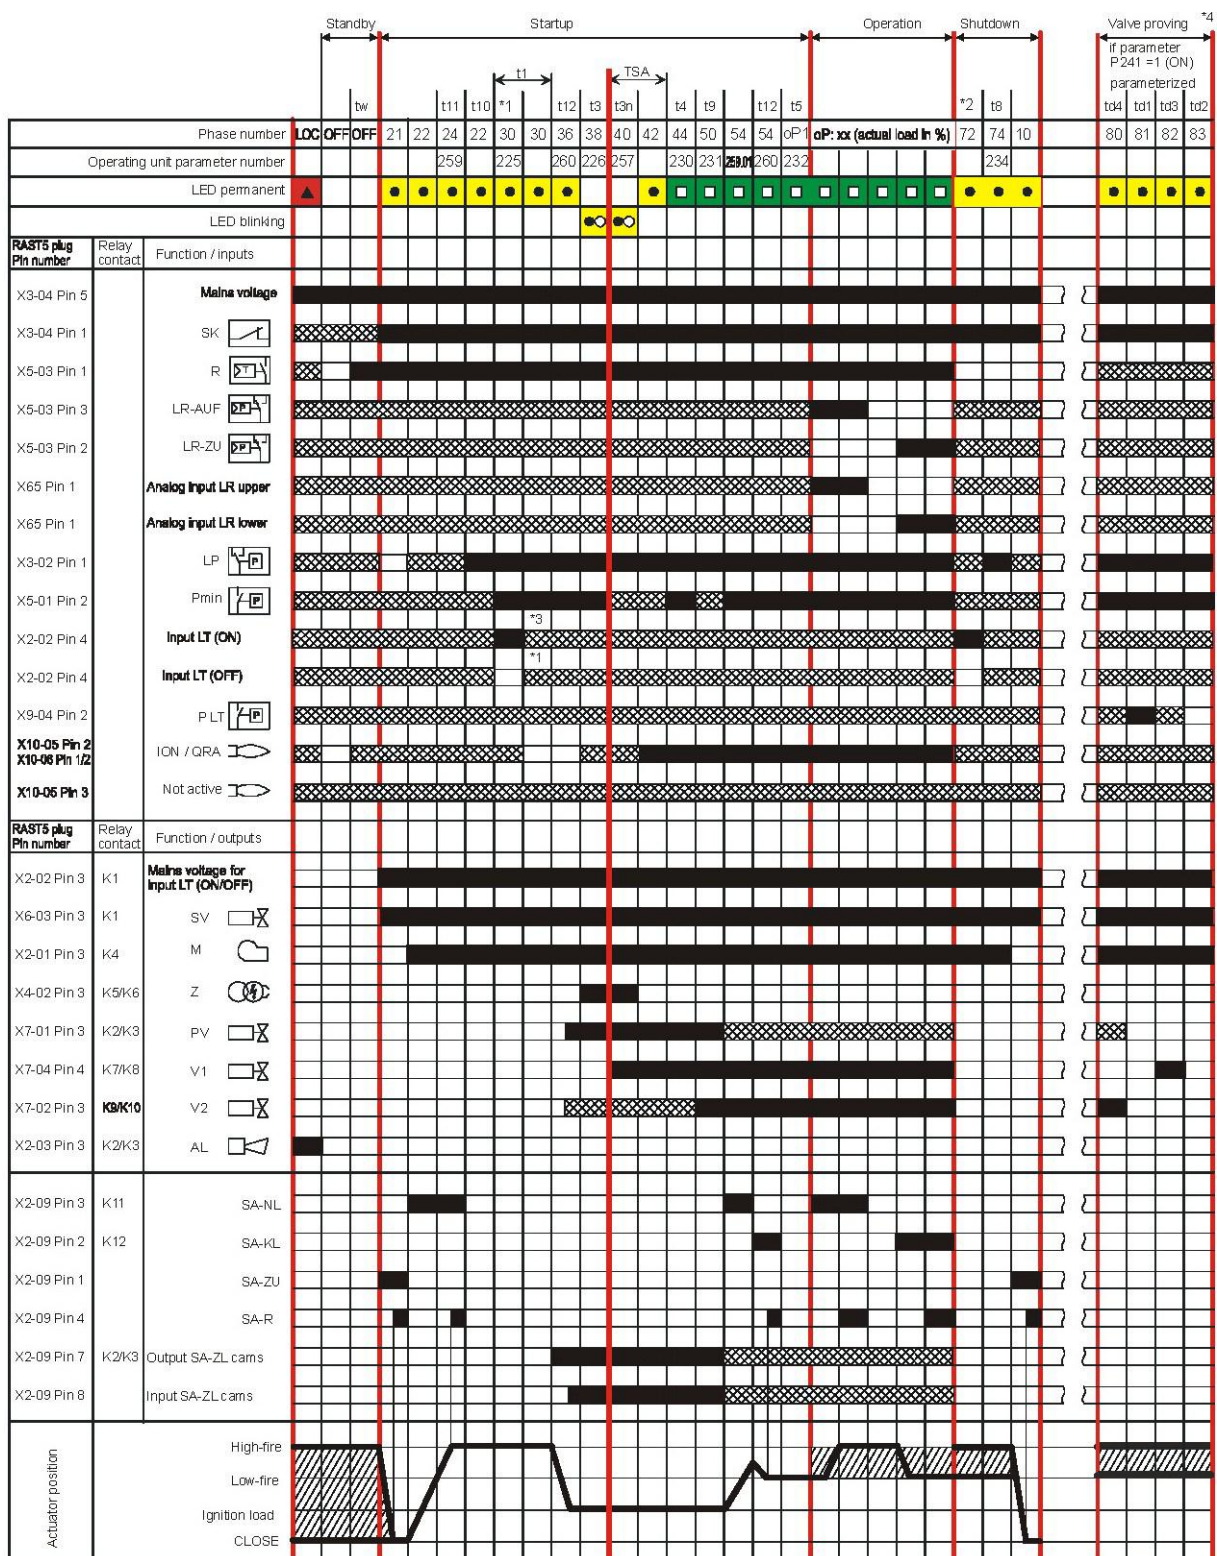 Standby Startup Operation Shutdown Valve proving *4
if parameter
P241 =1 (ON)
parameterized
t1 TSA
tw t11 t10 *1 t12 t3 t3n t4 t9 t12 t5 *2 t8 td4 td1 td3 td2
Phase number LOC OFF OFF 21 22 24 22 30 30 36 38 40 42 44 50 54 54 oP1 oP: xx (actual load in %) 72 74 10 80 81 82 83
Operating unit parameter number 259 225 260 226 257 230 231 259.01 260 232 234
LED permanent
LED blinking
RAST5 plug Relay Function / inputs
Pin number contact
X3-04 Pin 5 Mains voltage
X3-04 Pin 1 SK
X5-03 Pin 1 R T
X5-03 Pin 3 LR-AUF P
X5-03 Pin 2 LR-ZU P
X65 Pin 1 Analog input LR upper
X65 Pin 1 Analog input LR lower
X3-02 Pin 1 LP P
X5-01 Pin 2 Pmin P
X2-02 Pin 4 Input LT (ON) *3
X2-02 Pin 4 Input LT (OFF) *1
X9-04 Pin 2 P LT P
X10-05 Pin 2
X10-06 Pin 1/2 ION / QRA
X10-05 Pin 3 Not active
RAST5 plug Relay Function / outputs
Pin number contact
X2-02 Pin 3 K1 Mains voltage for
input LT (ON/OFF)
X6-03 Pin 3 K1 SV
X2-01 Pin 3 K4 M
X4-02 Pin 3 K5/K6 Z
X7-01 Pin 3 K2/K3 PV
X7-04 Pin 4 K7/K8 V1
X7-02 Pin 3 K9/K10 V2
X2-03 Pin 3 K2/K3 AL
X2-09 Pin 3 K11 SA-NL
X2-09 Pin 2 K12 SA-KL
X2-09 Pin 1 SA-ZU
X2-09 Pin 4 SA-R
X2-09 Pin 7 K2/K3 Output SA-ZL cams
X2-09 Pin 8 Input SA-ZL cams
Actuator position
High-fire
Low-fire
Ignition load
CLOSE